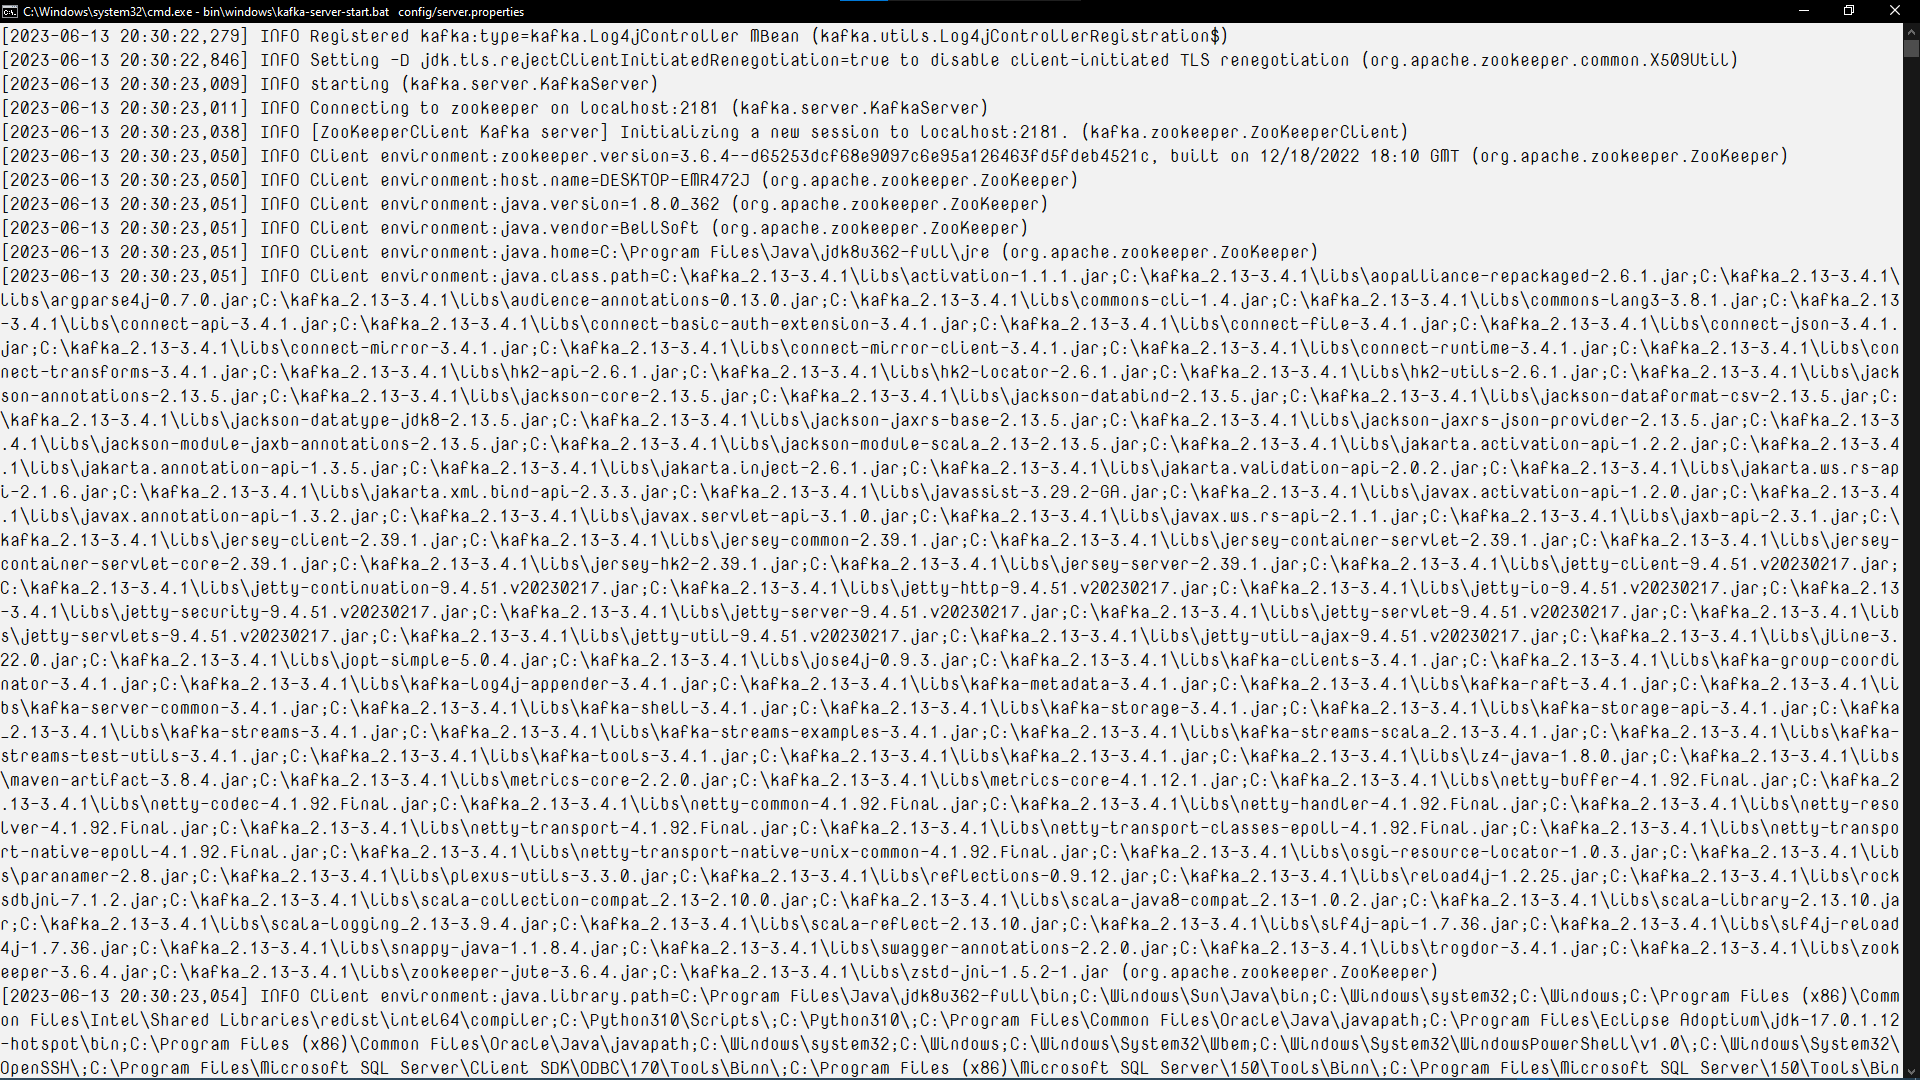 C:\Windows\system32\cmd.exe - bin\windows\kafka-server-start.bat  config/server.properties
[2023-06-13 20:30:22,279] INFO Registered kafka:type=kafka.Log4jController MBean (kafka.utils.Log4jControllerRegistration$)
[2023-06-13 20:30:22,846] INFO Setting -D jdk.tls.rejectClientInitiatedRenegotiation=true to disable client-initiated TLS renegotiation (org.apache.zookeeper.common.X509Util)
[2023-06-13 20:30:23,009] INFO starting (kafka.server.KafkaServer)
[2023-06-13 20:30:23,011] INFO Connecting to zookeeper on localhost:2181 (kafka.server.KafkaServer)
[2023-06-13 20:30:23,038] INFO [ZooKeeperClient Kafka server] Initializing a new session to localhost:2181. (kafka.zookeeper.ZooKeeperClient)
[2023-06-13 20:30:23,050] INFO Client environment:zookeeper.version=3.6.4--d65253dcf68e9097c6e95a126463fd5fdeb4521c, built on 12/18/2022 18:10 GMT (org.apache.zookeeper.ZooKeeper)
[2023-06-13 20:30:23,050] INFO Client environment:host.name=DESKTOP-EMR472J (org.apache.zookeeper.ZooKeeper)
[2023-06-13 20:30:23,051] INFO Client environment:java.version=1.8.0_362 (org.apache.zookeeper.ZooKeeper)
[2023-06-13 20:30:23,051] INFO Client environment:java.vendor=BellSoft (org.apache.zookeeper.ZooKeeper)
[2023-06-13 20:30:23,051] INFO Client environment:java.home=C:\Program Files\Java\jdk8u362-full\jre (org.apache.zookeeper.ZooKeeper)
[2023-06-13 20:30:23,051] INFO Client environment:java.class.path=C:\kafka_2.13-3.4.1\libs\activation-1.1.1.jar;C:\kafka_2.13-3.4.1\libs\aopalliance-repackaged-2.6.1.jar;C:\kafka_2.13-3.4.1\
libs\argparse4j-0.7.0.jar;C:\kafka_2.13-3.4.1\libs\audience-annotations-0.13.0.jar;C:\kafka_2.13-3.4.1\libs\commons-cli-1.4.jar;C:\kafka_2.13-3.4.1\libs\commons-lang3-3.8.1.jar;C:\kafka_2.13
-3.4.1\libs\connect-api-3.4.1.jar;C:\kafka_2.13-3.4.1\libs\connect-basic-auth-extension-3.4.1.jar;C:\kafka_2.13-3.4.1\libs\connect-file-3.4.1.jar;C:\kafka_2.13-3.4.1\libs\connect-json-3.4.1.
jar;C:\kafka_2.13-3.4.1\libs\connect-mirror-3.4.1.jar;C:\kafka_2.13-3.4.1\libs\connect-mirror-client-3.4.1.jar;C:\kafka_2.13-3.4.1\libs\connect-runtime-3.4.1.jar;C:\kafka_2.13-3.4.1\libs\con
nect-transforms-3.4.1.jar;C:\kafka_2.13-3.4.1\libs\hk2-api-2.6.1.jar;C:\kafka_2.13-3.4.1\libs\hk2-locator-2.6.1.jar;C:\kafka_2.13-3.4.1\libs\hk2-utils-2.6.1.jar;C:\kafka_2.13-3.4.1\libs\jack
son-annotations-2.13.5.jar;C:\kafka_2.13-3.4.1\libs\jackson-core-2.13.5.jar;C:\kafka_2.13-3.4.1\libs\jackson-databind-2.13.5.jar;C:\kafka_2.13-3.4.1\libs\jackson-dataformat-csv-2.13.5.jar;C:
\kafka_2.13-3.4.1\libs\jackson-datatype-jdk8-2.13.5.jar;C:\kafka_2.13-3.4.1\libs\jackson-jaxrs-base-2.13.5.jar;C:\kafka_2.13-3.4.1\libs\jackson-jaxrs-json-provider-2.13.5.jar;C:\kafka_2.13-3
.4.1\libs\jackson-module-jaxb-annotations-2.13.5.jar;C:\kafka_2.13-3.4.1\libs\jackson-module-scala_2.13-2.13.5.jar;C:\kafka_2.13-3.4.1\libs\jakarta.activation-api-1.2.2.jar;C:\kafka_2.13-3.4
.1\libs\jakarta.annotation-api-1.3.5.jar;C:\kafka_2.13-3.4.1\libs\jakarta.inject-2.6.1.jar;C:\kafka_2.13-3.4.1\libs\jakarta.validation-api-2.0.2.jar;C:\kafka_2.13-3.4.1\libs\jakarta.ws.rs-ap
i-2.1.6.jar;C:\kafka_2.13-3.4.1\libs\jakarta.xml.bind-api-2.3.3.jar;C:\kafka_2.13-3.4.1\libs\javassist-3.29.2-GA.jar;C:\kafka_2.13-3.4.1\libs\javax.activation-api-1.2.0.jar;C:\kafka_2.13-3.4
.1\libs\javax.annotation-api-1.3.2.jar;C:\kafka_2.13-3.4.1\libs\javax.servlet-api-3.1.0.jar;C:\kafka_2.13-3.4.1\libs\javax.ws.rs-api-2.1.1.jar;C:\kafka_2.13-3.4.1\libs\jaxb-api-2.3.1.jar;C:\
kafka_2.13-3.4.1\libs\jersey-client-2.39.1.jar;C:\kafka_2.13-3.4.1\libs\jersey-common-2.39.1.jar;C:\kafka_2.13-3.4.1\libs\jersey-container-servlet-2.39.1.jar;C:\kafka_2.13-3.4.1\libs\jersey-
container-servlet-core-2.39.1.jar;C:\kafka_2.13-3.4.1\libs\jersey-hk2-2.39.1.jar;C:\kafka_2.13-3.4.1\libs\jersey-server-2.39.1.jar;C:\kafka_2.13-3.4.1\libs\jetty-client-9.4.51.v20230217.jar;
C:\kafka_2.13-3.4.1\libs\jetty-continuation-9.4.51.v20230217.jar;C:\kafka_2.13-3.4.1\libs\jetty-http-9.4.51.v20230217.jar;C:\kafka_2.13-3.4.1\libs\jetty-io-9.4.51.v20230217.jar;C:\kafka_2.13
-3.4.1\libs\jetty-security-9.4.51.v20230217.jar;C:\kafka_2.13-3.4.1\libs\jetty-server-9.4.51.v20230217.jar;C:\kafka_2.13-3.4.1\libs\jetty-servlet-9.4.51.v20230217.jar;C:\kafka_2.13-3.4.1\lib
s\jetty-servlets-9.4.51.v20230217.jar;C:\kafka_2.13-3.4.1\libs\jetty-util-9.4.51.v20230217.jar;C:\kafka_2.13-3.4.1\libs\jetty-util-ajax-9.4.51.v20230217.jar;C:\kafka_2.13-3.4.1\libs\jline-3.
22.0.jar;C:\kafka_2.13-3.4.1\libs\jopt-simple-5.0.4.jar;C:\kafka_2.13-3.4.1\libs\jose4j-0.9.3.jar;C:\kafka_2.13-3.4.1\libs\kafka-clients-3.4.1.jar;C:\kafka_2.13-3.4.1\libs\kafka-group-coordi
nator-3.4.1.jar;C:\kafka_2.13-3.4.1\libs\kafka-log4j-appender-3.4.1.jar;C:\kafka_2.13-3.4.1\libs\kafka-metadata-3.4.1.jar;C:\kafka_2.13-3.4.1\libs\kafka-raft-3.4.1.jar;C:\kafka_2.13-3.4.1\li
bs\kafka-server-common-3.4.1.jar;C:\kafka_2.13-3.4.1\libs\kafka-shell-3.4.1.jar;C:\kafka_2.13-3.4.1\libs\kafka-storage-3.4.1.jar;C:\kafka_2.13-3.4.1\libs\kafka-storage-api-3.4.1.jar;C:\kafka
_2.13-3.4.1\libs\kafka-streams-3.4.1.jar;C:\kafka_2.13-3.4.1\libs\kafka-streams-examples-3.4.1.jar;C:\kafka_2.13-3.4.1\libs\kafka-streams-scala_2.13-3.4.1.jar;C:\kafka_2.13-3.4.1\libs\kafka-
streams-test-utils-3.4.1.jar;C:\kafka_2.13-3.4.1\libs\kafka-tools-3.4.1.jar;C:\kafka_2.13-3.4.1\libs\kafka_2.13-3.4.1.jar;C:\kafka_2.13-3.4.1\libs\lz4-java-1.8.0.jar;C:\kafka_2.13-3.4.1\libs
\maven-artifact-3.8.4.jar;C:\kafka_2.13-3.4.1\libs\metrics-core-2.2.0.jar;C:\kafka_2.13-3.4.1\libs\metrics-core-4.1.12.1.jar;C:\kafka_2.13-3.4.1\libs\netty-buffer-4.1.92.Final.jar;C:\kafka_2
.13-3.4.1\libs\netty-codec-4.1.92.Final.jar;C:\kafka_2.13-3.4.1\libs\netty-common-4.1.92.Final.jar;C:\kafka_2.13-3.4.1\libs\netty-handler-4.1.92.Final.jar;C:\kafka_2.13-3.4.1\libs\netty-reso
lver-4.1.92.Final.jar;C:\kafka_2.13-3.4.1\libs\netty-transport-4.1.92.Final.jar;C:\kafka_2.13-3.4.1\libs\netty-transport-classes-epoll-4.1.92.Final.jar;C:\kafka_2.13-3.4.1\libs\netty-transpo
rt-native-epoll-4.1.92.Final.jar;C:\kafka_2.13-3.4.1\libs\netty-transport-native-unix-common-4.1.92.Final.jar;C:\kafka_2.13-3.4.1\libs\osgi-resource-locator-1.0.3.jar;C:\kafka_2.13-3.4.1\lib
s\paranamer-2.8.jar;C:\kafka_2.13-3.4.1\libs\plexus-utils-3.3.0.jar;C:\kafka_2.13-3.4.1\libs\reflections-0.9.12.jar;C:\kafka_2.13-3.4.1\libs\reload4j-1.2.25.jar;C:\kafka_2.13-3.4.1\libs\rock
sdbjni-7.1.2.jar;C:\kafka_2.13-3.4.1\libs\scala-collection-compat_2.13-2.10.0.jar;C:\kafka_2.13-3.4.1\libs\scala-java8-compat_2.13-1.0.2.jar;C:\kafka_2.13-3.4.1\libs\scala-library-2.13.10.ja
r;C:\kafka_2.13-3.4.1\libs\scala-logging_2.13-3.9.4.jar;C:\kafka_2.13-3.4.1\libs\scala-reflect-2.13.10.jar;C:\kafka_2.13-3.4.1\libs\slf4j-api-1.7.36.jar;C:\kafka_2.13-3.4.1\libs\slf4j-reload
4j-1.7.36.jar;C:\kafka_2.13-3.4.1\libs\snappy-java-1.1.8.4.jar;C:\kafka_2.13-3.4.1\libs\swagger-annotations-2.2.0.jar;C:\kafka_2.13-3.4.1\libs\trogdor-3.4.1.jar;C:\kafka_2.13-3.4.1\libs\zook
eeper-3.6.4.jar;C:\kafka_2.13-3.4.1\libs\zookeeper-jute-3.6.4.jar;C:\kafka_2.13-3.4.1\libs\zstd-jni-1.5.2-1.jar (org.apache.zookeeper.ZooKeeper)
[2023-06-13 20:30:23,054] INFO Client environment:java.library.path=C:\Program Files\Java\jdk8u362-full\bin;C:\Windows\Sun\Java\bin;C:\Windows\system32;C:\Windows;C:\Program Files (x86)\Comm
on Files\Intel\Shared Libraries\redist\intel64\compiler;C:\Python310\Scripts\;C:\Python310\;C:\Program Files\Common Files\Oracle\Java\javapath;C:\Program Files\Eclipse Adoptium\jdk-17.0.1.12
-hotspot\bin;C:\Program Files (x86)\Common Files\Oracle\Java\javapath;C:\Windows\system32;C:\Windows;C:\Windows\System32\Wbem;C:\Windows\System32\WindowsPowerShell\v1.0\;C:\Windows\System32\
OpenSSH\;C:\Program Files\Microsoft SQL Server\Client SDK\ODBC\170\Tools\Binn\;C:\Program Files (x86)\Microsoft SQL Server\150\Tools\Binn\;C:\Program Files\Microsoft SQL Server\150\Tools\Bin